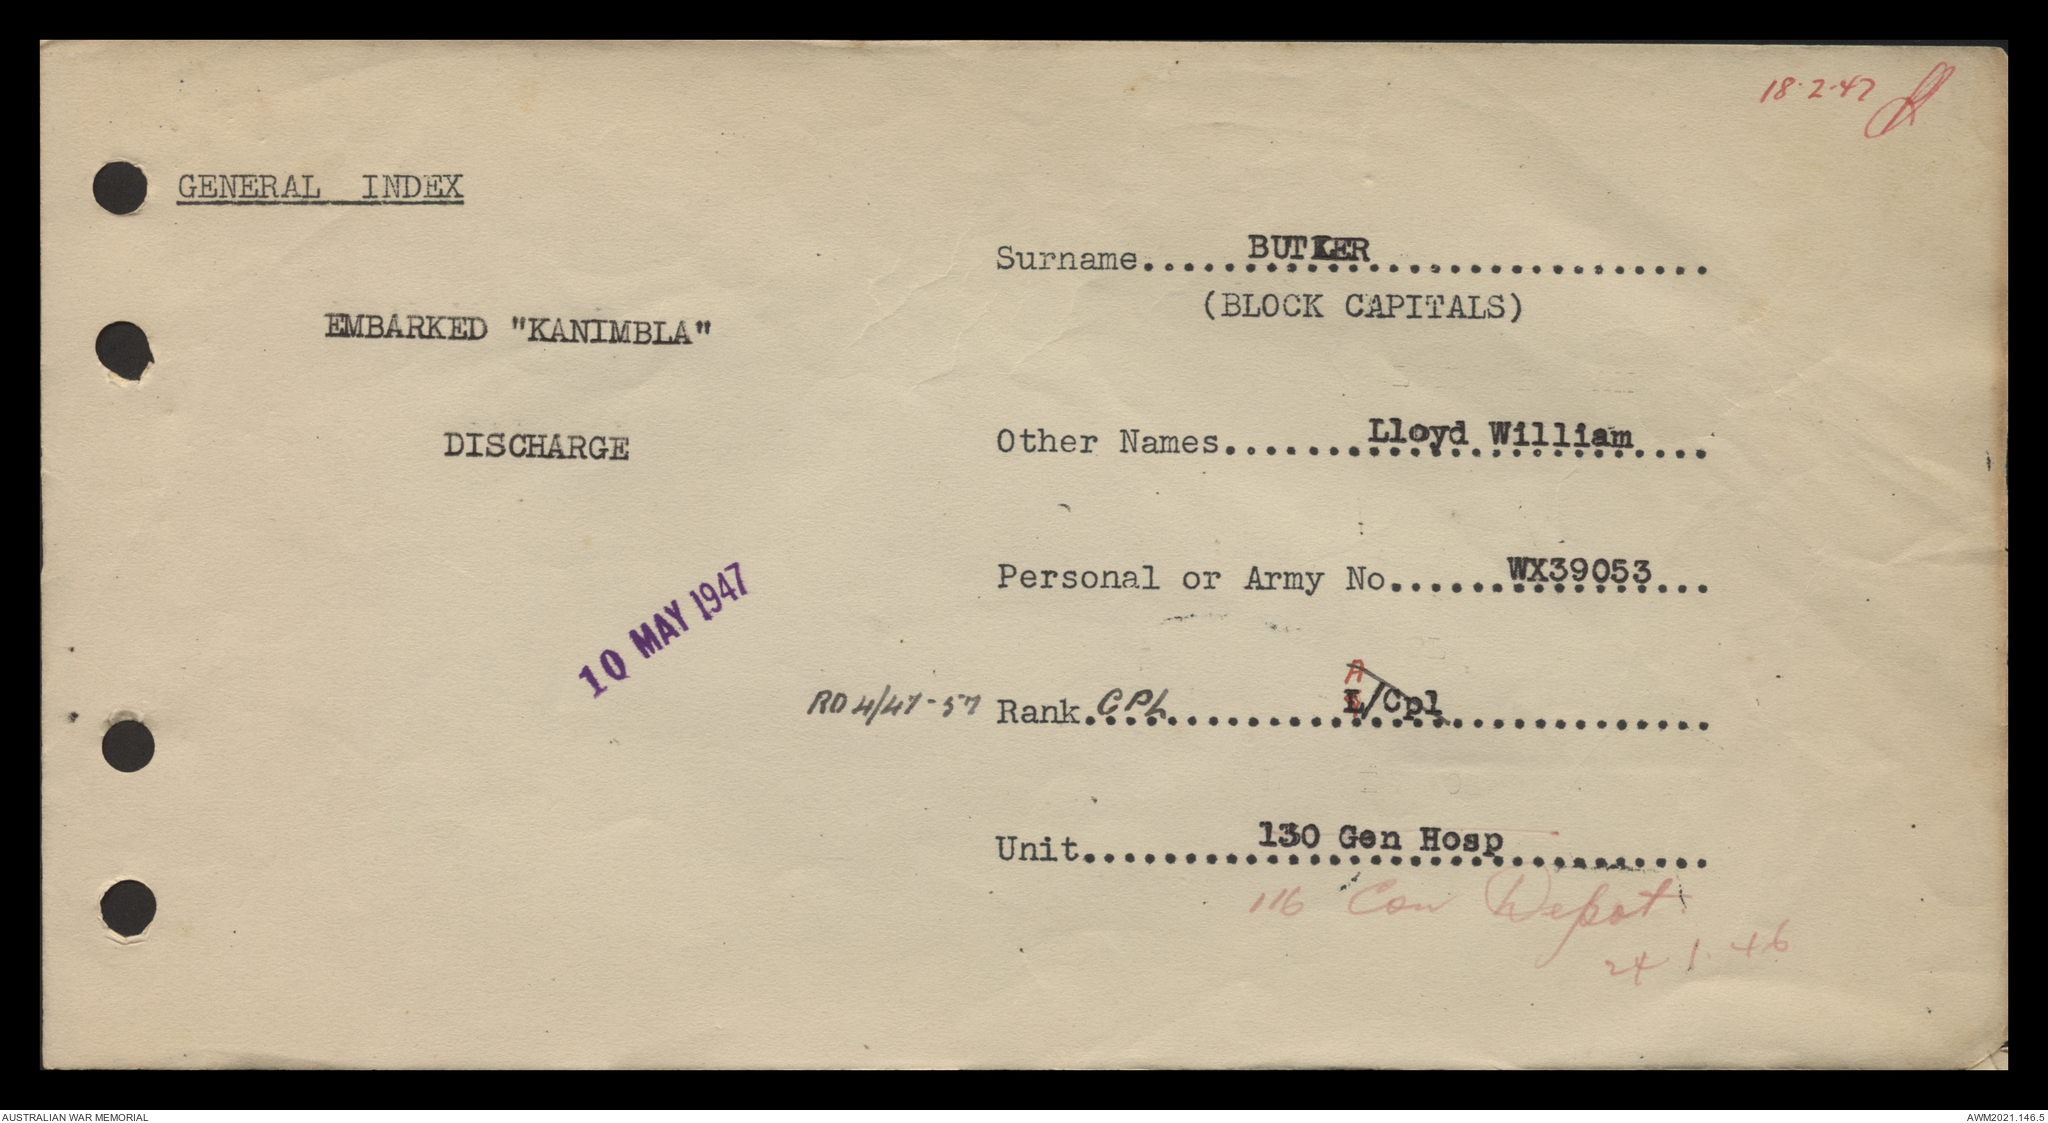 18·2·47
GENERAL INDEX
Surname..........BUTLER..........
(BLOCK CAPITALS)
EMBARKED "KANIMBLA"
DISCHARGE
Other Names..........Lloyd William....
Personal or Army No......WX39053...
10 MAY 1947
A
RO 4/47-57 Rank. CPL ..........L/Cpl..........
Unit..........130 Gen Hosp..........
116 Con Depot
24.1.46
AUSTRALIAN WAR MEMORIAL
AWM2021.146.5